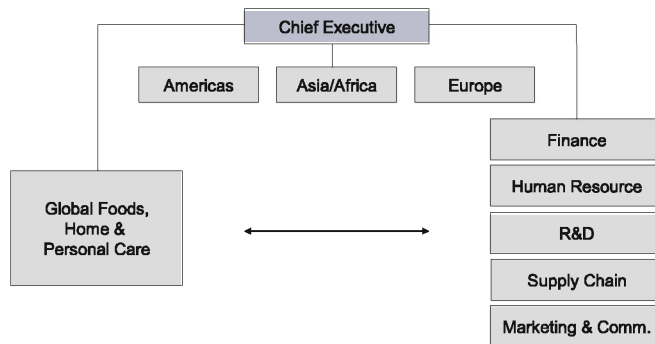 Chief Executive
Americas
Asia/Africa
Europe
Finance
Human Resource
Global Foods,
Home &
Personal Care
R&D
Supply Chain
Marketing & Comm.